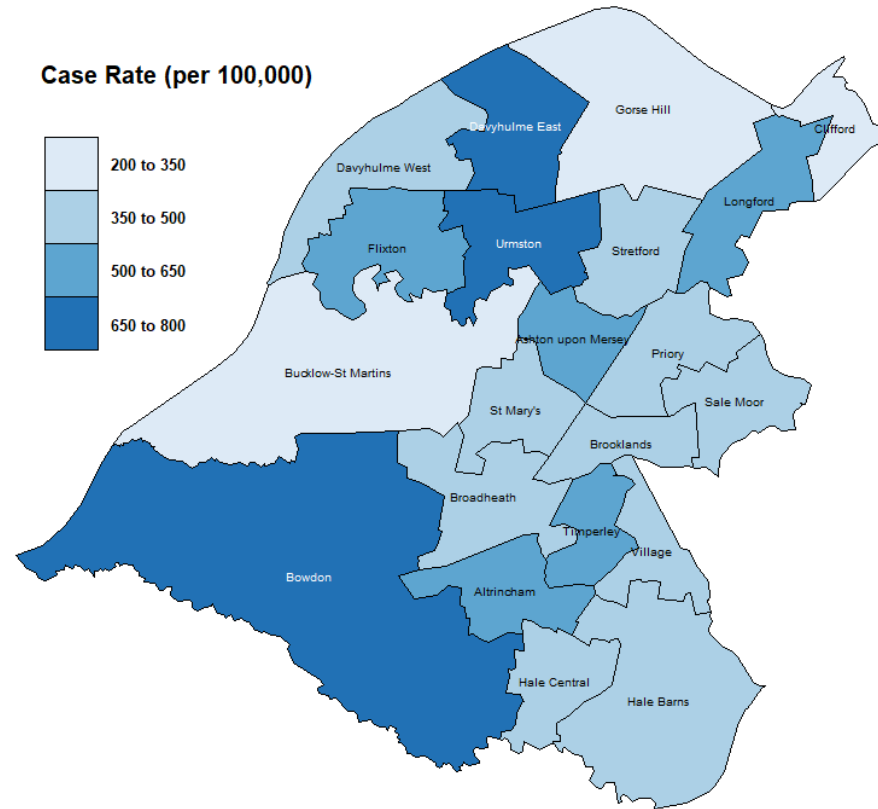 Case Rate (per 100,000)
200 to 350
350 to 500
500 to 650
650 to 800
Gorse Hill
Davyhulme East
Clifford
Davyhulme West
Longford
Urmston
Flixton
Stretford
Ashton upon Mersey
Priory
Bucklow-St Martins
Sale Moor
St Mary's
Brooklands
Broadheath
Timperley
Village
Bowdon
Altrincham
Hale Central
Hale Barns